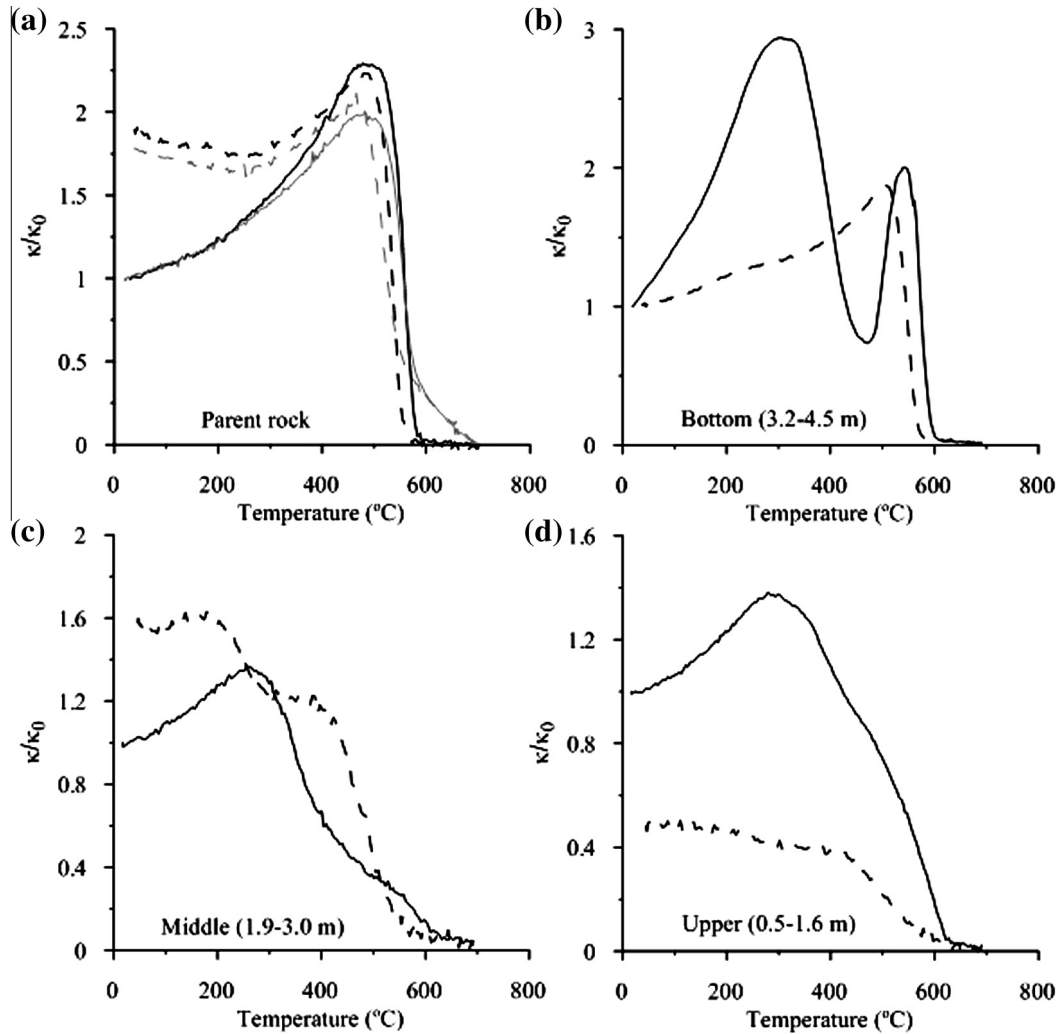 (a)
2.5
2
1.5
1
0.5
0
κ/κ0
Parent rock
0 200 400 600 800
Temperature (ºC)
(b)
3
2
1
0
κ/κ0
Bottom (3.2-4.5 m)
0 200 400 600 800
Temperature (ºC)
(c)
2
1.6
1.2
0.8
0.4
0
κ/κ0
Middle (1.9-3.0 m)
0 200 400 600 800
Temperature (ºC)
(d)
1.6
1.2
0.8
0.4
0
κ/κ0
Upper (0.5-1.6 m)
0 200 400 600 800
Temperature (ºC)